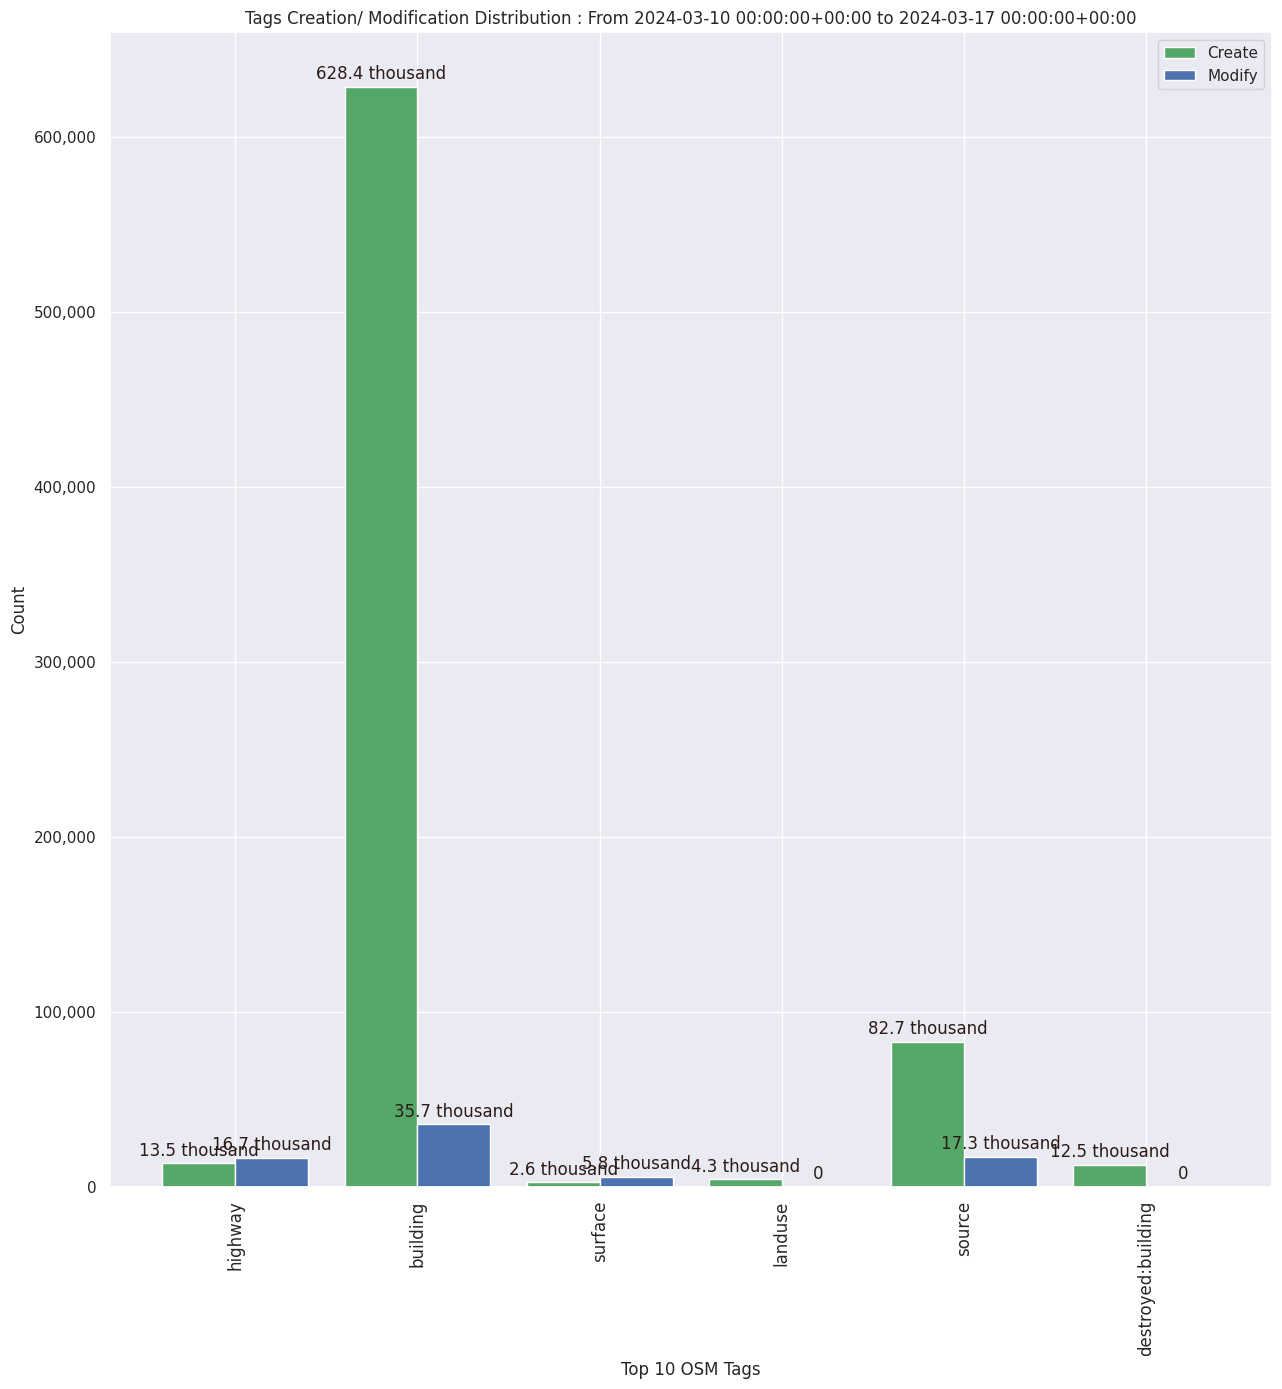 Tags Creation/ Modification Distribution : From 2024-03-10 00:00:00+00:00 to 2024-03-17 00:00:00+00:00
Create
Modify
628.4 thousand
600,000
500,000
400,000
300,000
200,000
100,000
0
Count
82.7 thousand
35.7 thousand
13.5 thousand
16.7 thousand
2.6 thousand
5.8 thousand
4.3 thousand
0
17.3 thousand
12.5 thousand
0
highway
building
surface
landuse
source
destroyed:building
Top 10 OSM Tags